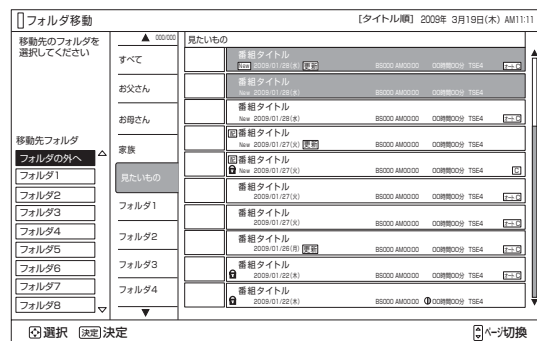 フォルダ移動
[タイトル順] 2009年 3月19日(木) AM11:11
移動先のフォルダを
選択してください
移動先フォルダ
フォルダの外へ
フォルダ1
フォルダ2
フォルダ3
フォルダ4
フォルダ5
フォルダ6
フォルダ7
フォルダ8
000/000
すべて
お父さん
お母さん
家族
見たいもの
フォルダ1
フォルダ2
フォルダ3
フォルダ4
見たいもの
番組タイトル
New 2009/01/28(水) 更新 BS000 AM00:00 00時間00分 TSE4
番組タイトル
New 2009/01/28(水) BS000 AM00:00 00時間00分 TSE4
番組タイトル
New 2009/01/28(水) BS000 AM00:00 00時間00分 TSE4
番組タイトル
New 2009/01/27(火) 更新 BS000 AM00:00 00時間00分 TSE4
番組タイトル
New 2009/01/27(火) BS000 AM00:00 00時間00分 TSE4
番組タイトル
2009/01/27(火) BS000 AM00:00 00時間00分 TSE4
番組タイトル
2009/01/27(火) BS000 AM00:00 00時間00分 TSE4
番組タイトル
2009/01/26(月) 更新 BS000 AM00:00 00時間00分 TSE4
番組タイトル
2009/01/22(木) BS000 AM00:00 00時間00分 TSE4
番組タイトル
2009/01/22(木) BS000 AM00:00 00時間00分 TSE4
選択 決定 決定
ページ切換